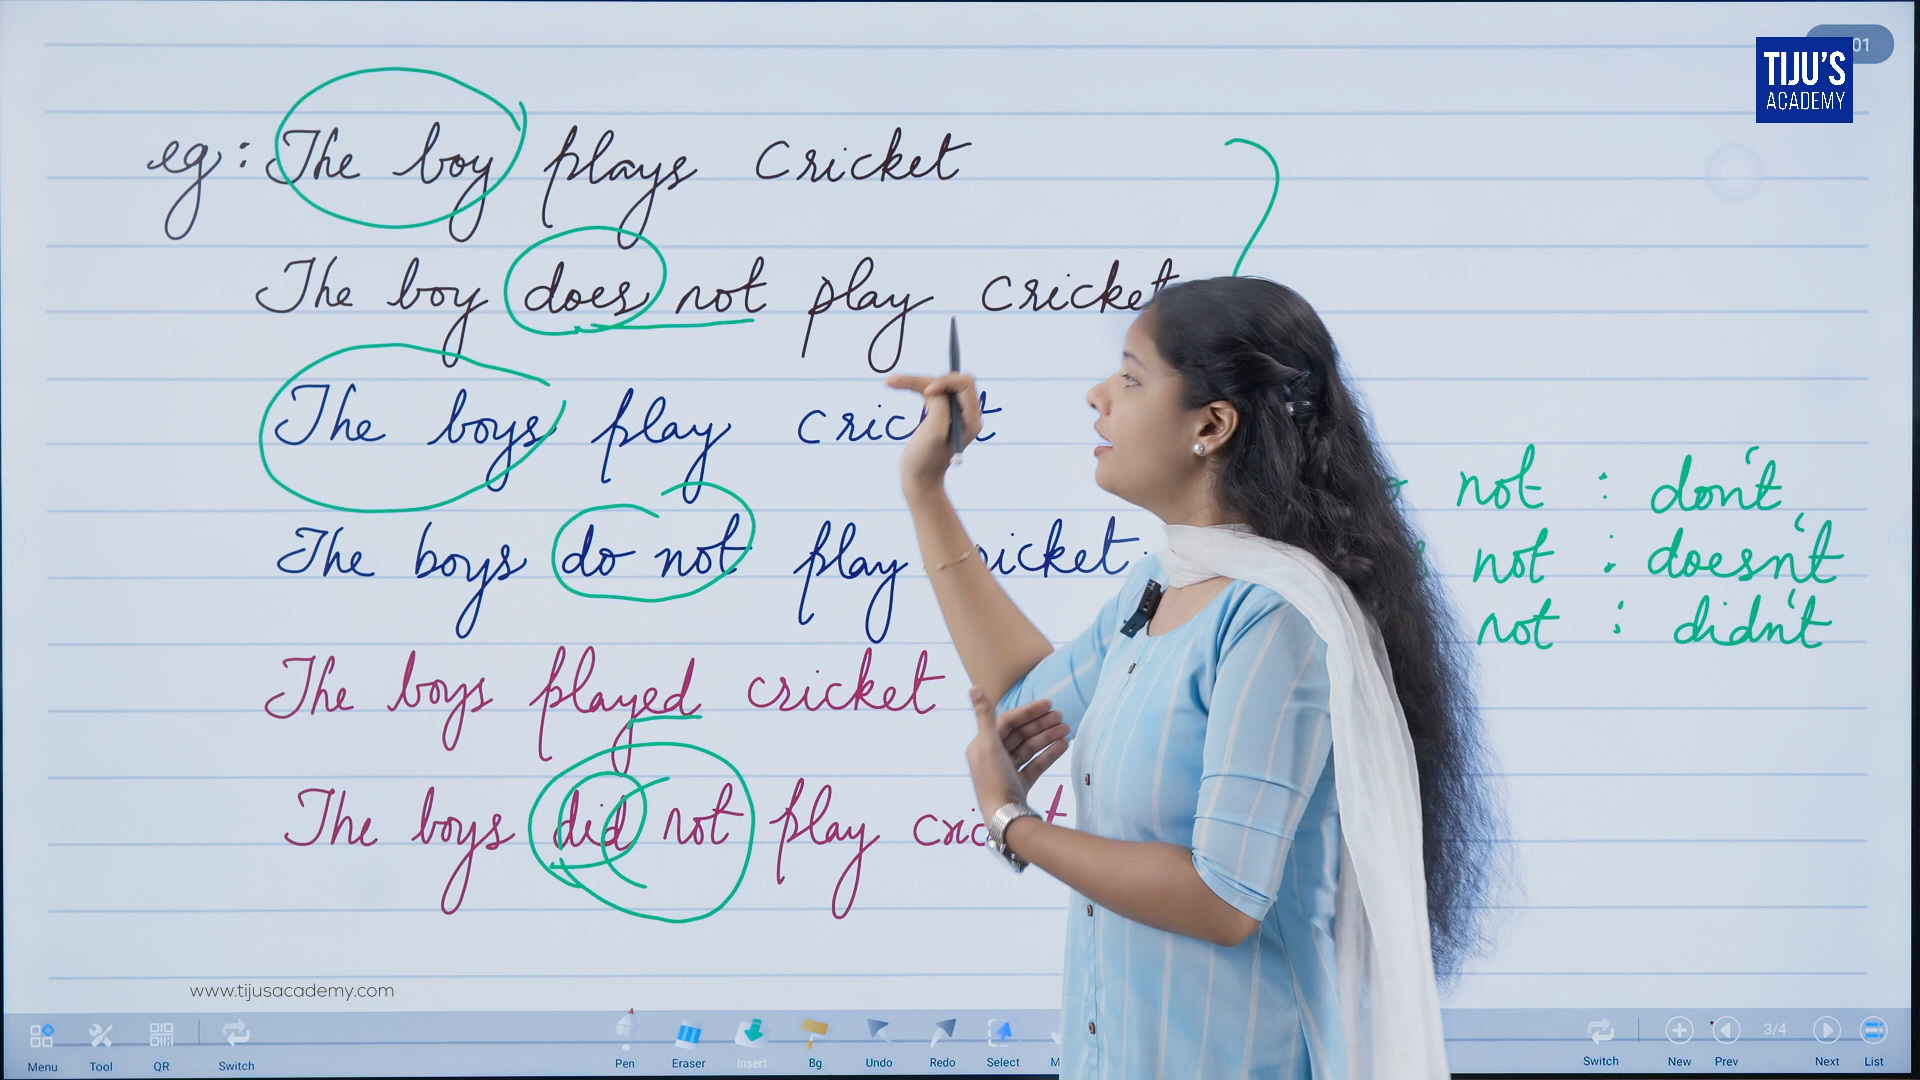 01
TIJU'S
ACADEMY
eg: The boy plays cricket
The boy does not play cricket
The boys play
The boys do not play
The boys played cricket
The boys did not play
not : don't
not : doesn't
not : didn't
www.tijusacademy.com
Menu Tool QR Switch Pen Eraser Insert Bg Undo Redo Select Switch New Prev 3/4 Next List